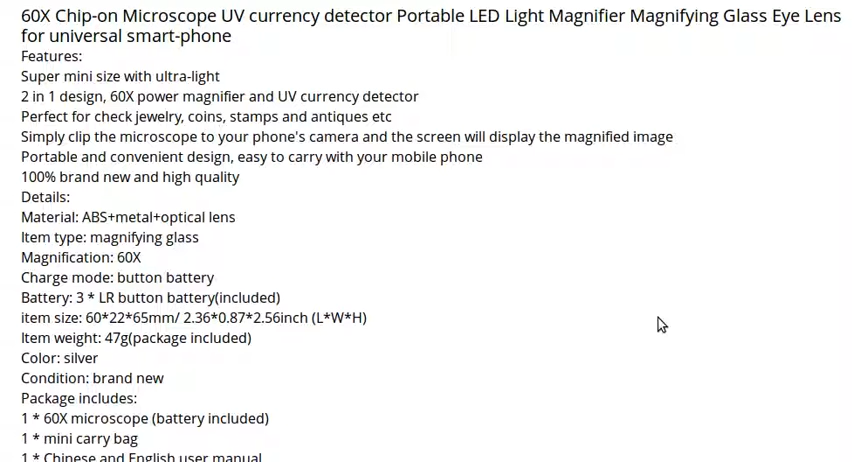 60X Chip-on Microscope UV currency detector Portable LED Light Magnifier Magnifying Glass Eye Lens
for universal smart-phone
Features:
Super mini size with ultra-light
2 in 1 design, 60X power magnifier and UV currency detector
Perfect for check jewelry, coins, stamps and antiques etc
Simply clip the microscope to your phone's camera and the screen will display the magnified image
Portable and convenient design, easy to carry with your mobile phone
100% brand new and high quality
Details:
Material: ABS+metal+optical lens
Item type: magnifying glass
Magnification: 60X
Charge mode: button battery
Battery: 3 * LR button battery(included)
item size: 60*22*65mm/ 2.36*0.87*2.56inch (L*W*H)
Item weight: 47g(package included)
Color: silver
Condition: brand new
Package includes:
1 * 60X microscope (battery included)
1 * mini carry bag
1 * Chinese and English user manual